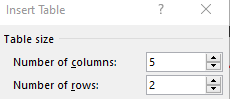 Insert Table ?
Table size
Number of columns: 5
Number of rows: 2